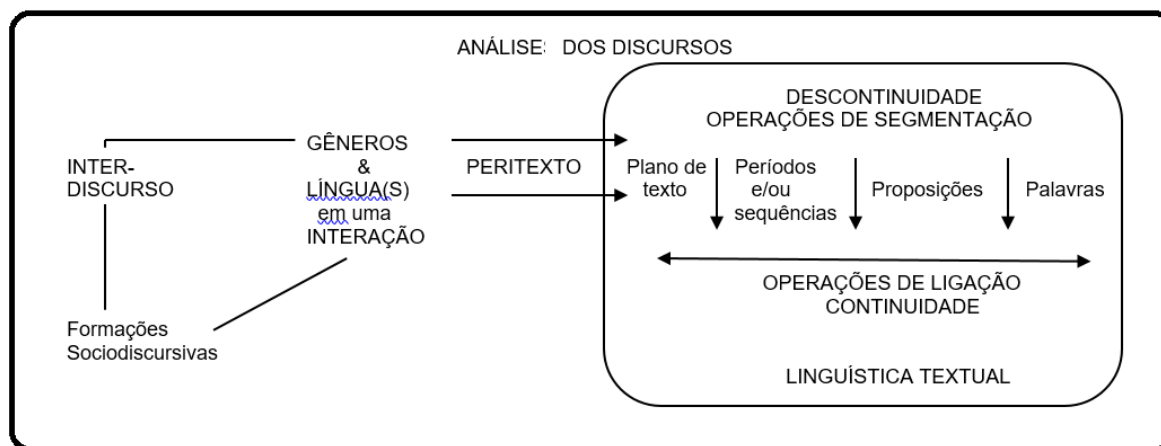 ANÁLISE: DOS DISCURSOS
DESCONTINUIDADE
OPERAÇÕES DE SEGMENTAÇÃO
INTER-
DISCURSO
GÊNEROS
&
LÍNGUA(S)
em uma
INTERAÇÃO
PERITEXTO
Plano de
texto
Períodos
e/ou
sequências
Proposições
Palavras
OPERAÇÕES DE LIGAÇÃO
CONTINUIDADE
Formações
Sociodiscursivas
LINGUÍSTICA TEXTUAL